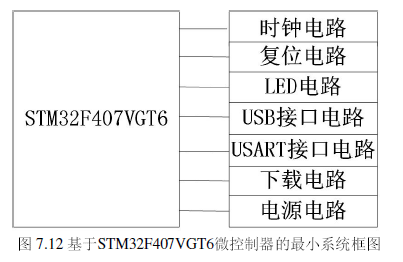 时钟电路
复位电路
LED电路
STM32F407VGT6
USB接口电路
USART接口电路
下载电路
电源电路
图 7.12 基于STM32F407VGT6微控制器的最小系统框图